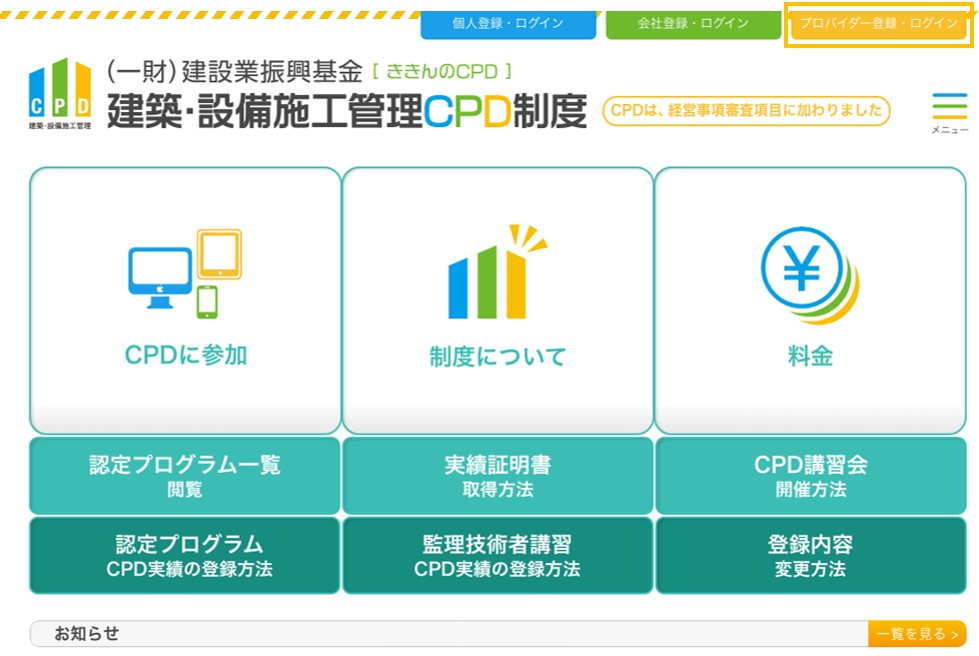 個人登録・ログイン
会社登録・ログイン
プロバイダー登録・ログイン
CPD
建築・設備施工管理
(一財)建設業振興基金 [ ききんのCPD ]
建築・設備施工管理CPD制度
CPDは、経営事項審査項目に加わりました
メニュー
CPDに参加
制度について
¥
料金
認定プログラム一覧
閲覧
実績証明書
取得方法
CPD講習会
開催方法
認定プログラム
CPD実績の登録方法
監理技術者講習
CPD実績の登録方法
登録内容
変更方法
お知らせ
一覧を見る >